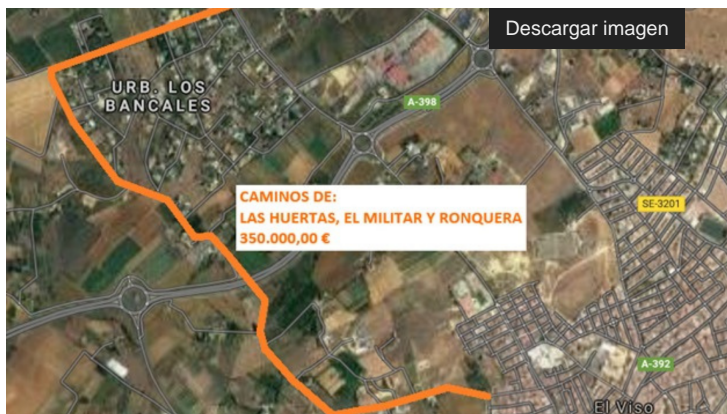 Descargar imagen
URB. LOS
BANCALES
A-398
CAMINOS DE:
LAS HUERTAS, EL MILITAR Y RONQUERA
350.000,00 €
SE-3201
A-392
El Viso